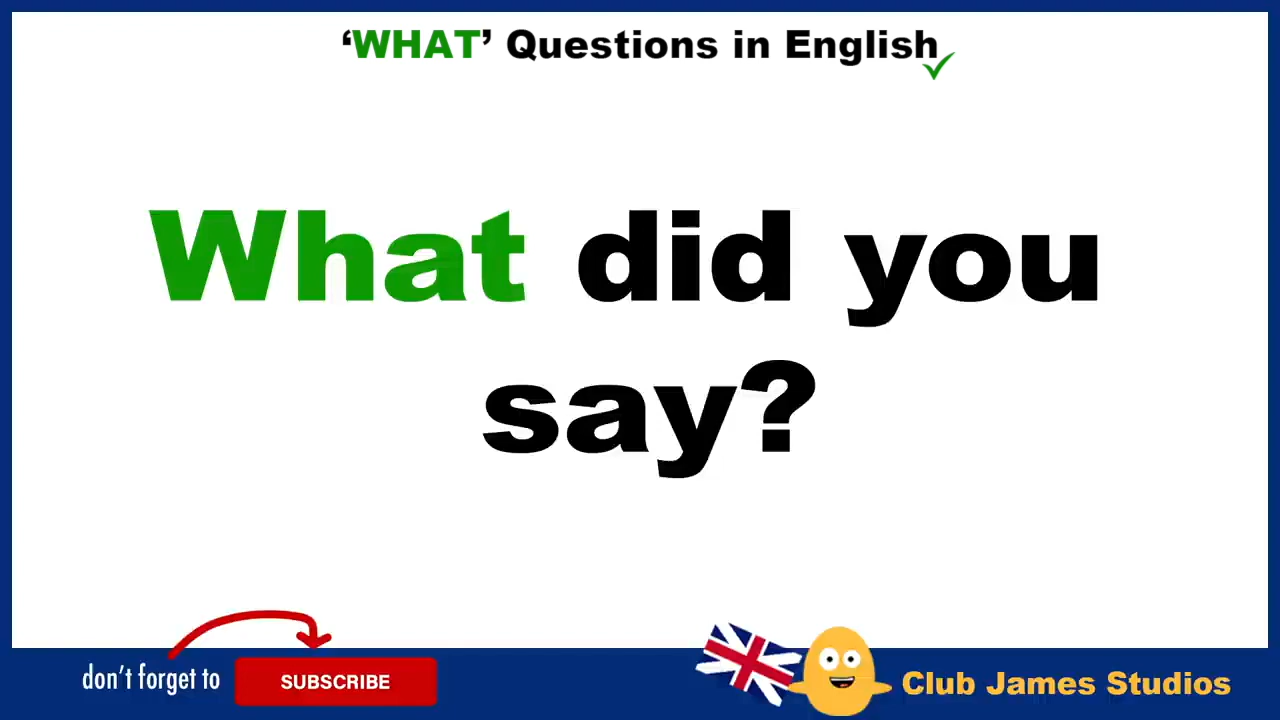 ‘WHAT’ Questions in English
What did you
say?
don't forget to
SUBSCRIBE
Club James Studios